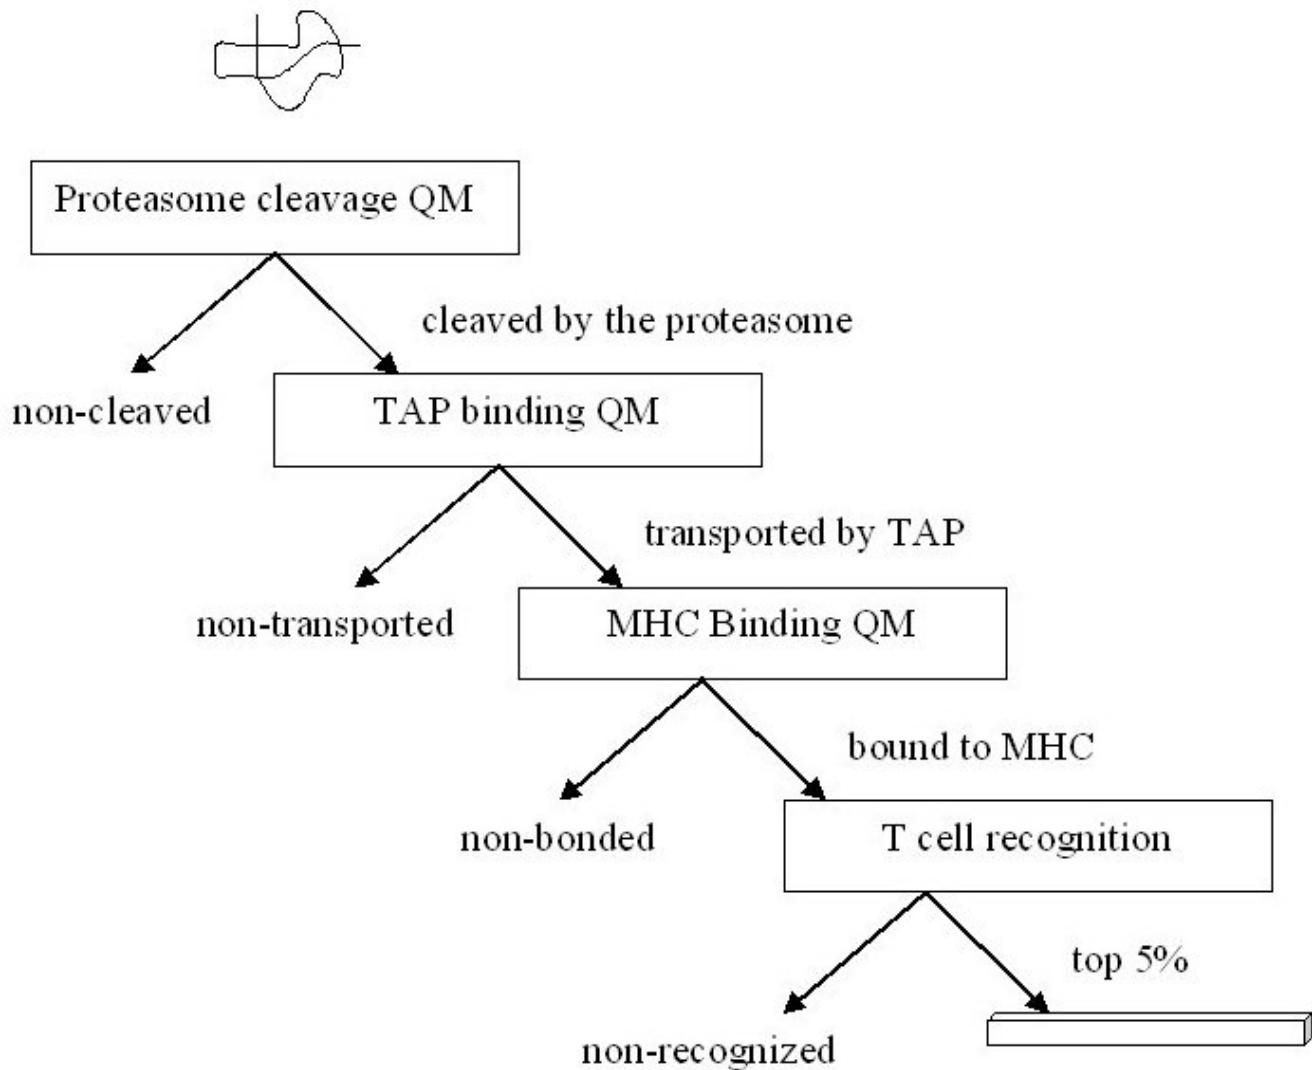 Proteasome cleavage QM
cleaved by the proteasome
non-cleaved
TAP binding QM
transported by TAP
non-transported
MHC Binding QM
bound to MHC
non-bonded
T cell recognition
top 5%
non-recognized